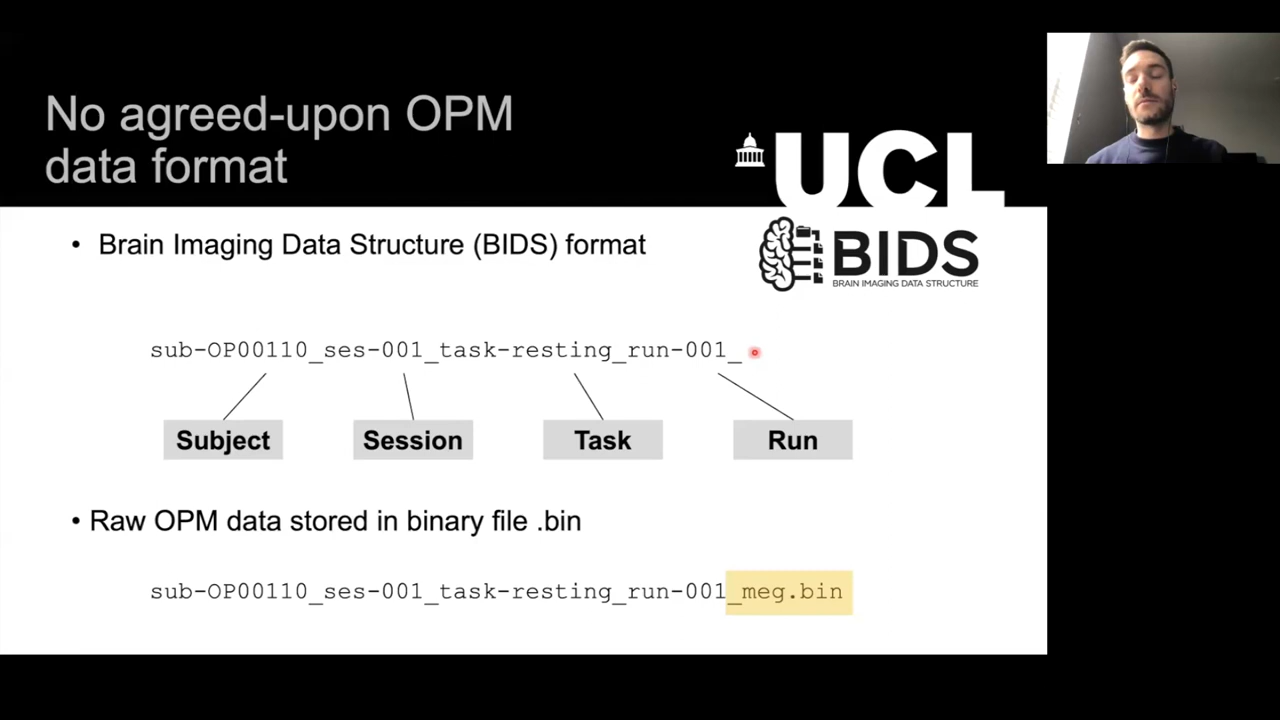 No agreed-upon OPM
data format
UCL
• Brain Imaging Data Structure (BIDS) format
BIDS
BRAIN IMAGING DATA STRUCTURE
sub-OP00110_ses-001_task-resting_run-001_
Subject
Session
Task
Run
• Raw OPM data stored in binary file .bin
sub-OP00110_ses-001_task-resting_run-001_meg.bin